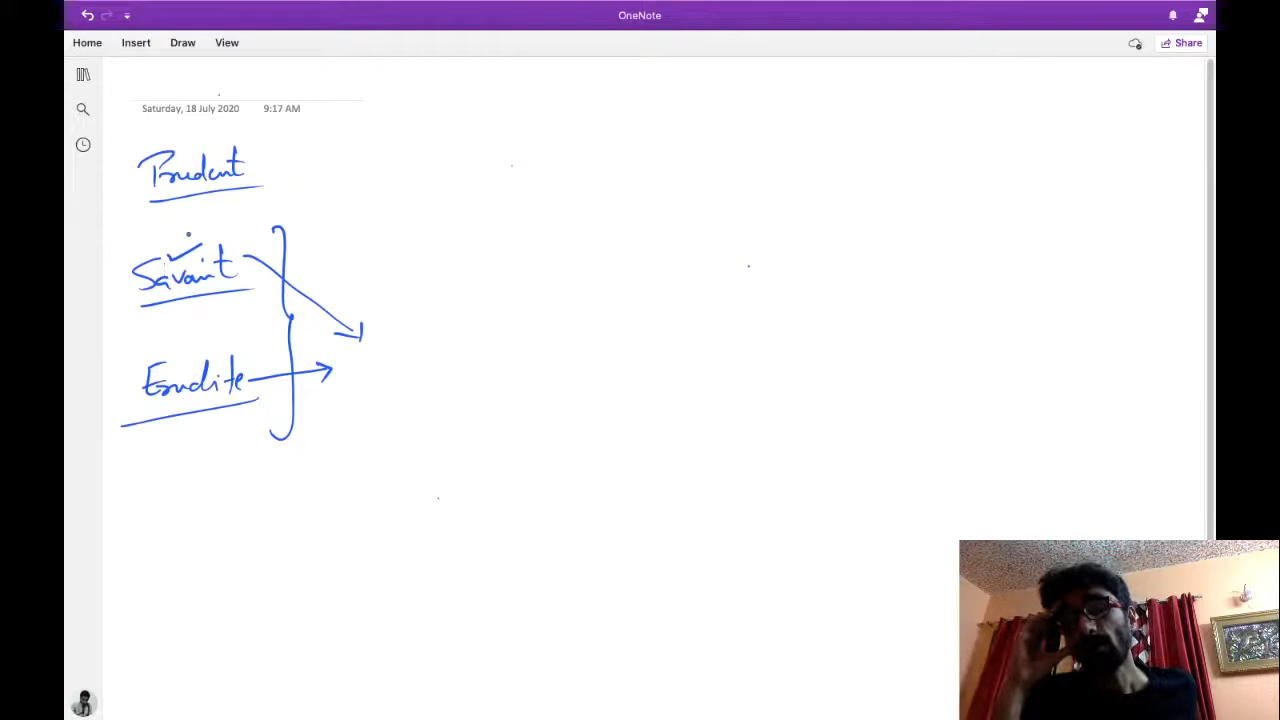 OneNote
Home Insert Draw View Share
Saturday, 18 July 2020 9:17 AM
Prudent
Savant
Erudite